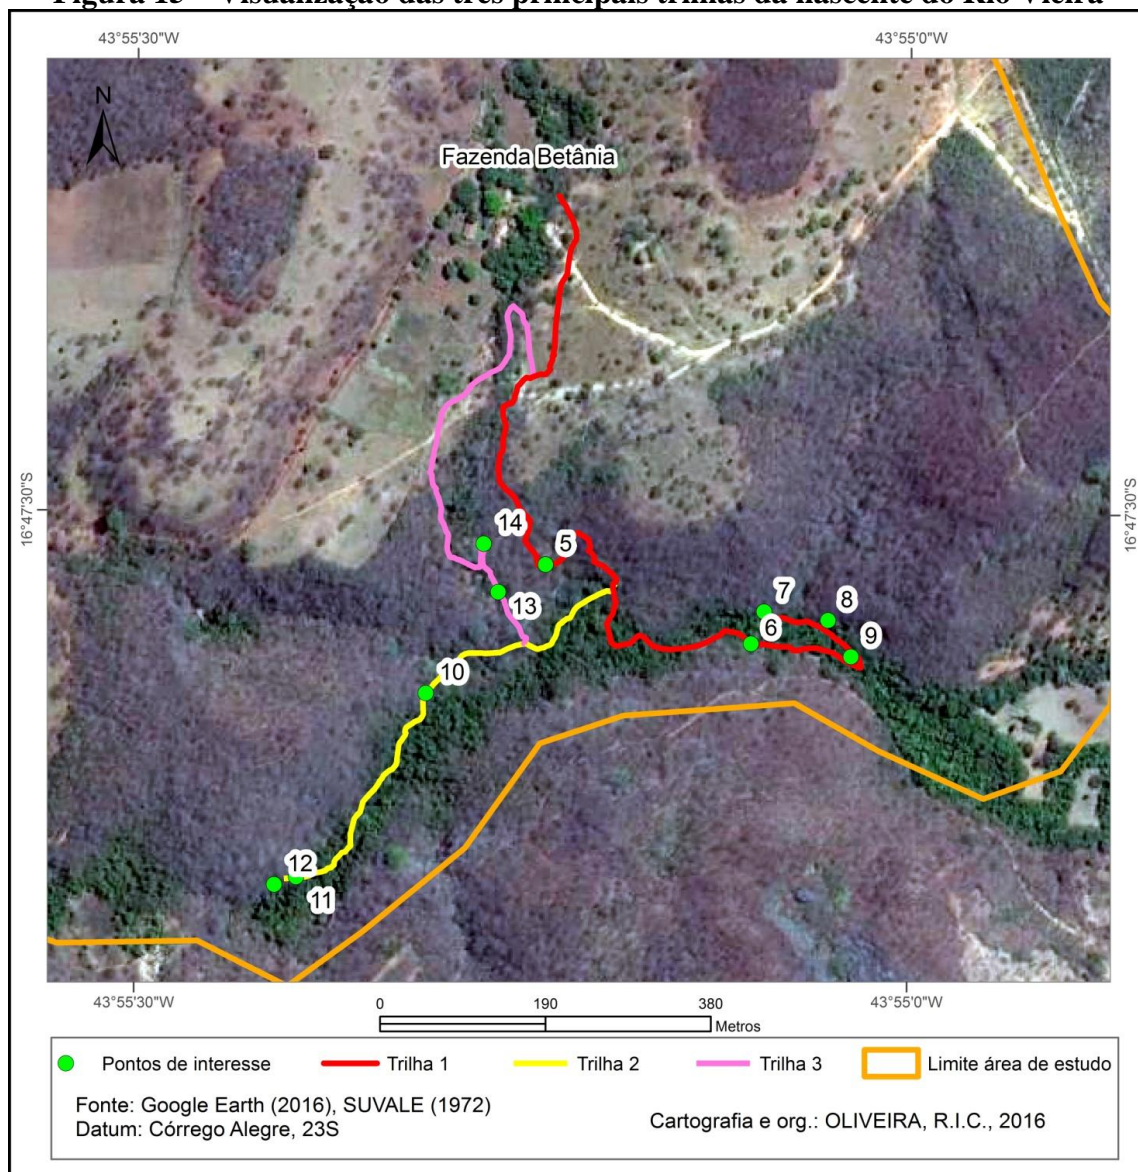 Figura 15 – Visualização das três principais trilhas da nascente do Rio Vieira
43°55'30"W 43°55'0"W
N
Fazenda Betânia
16°47'30"S 16°47'30"S
14
5
13
7
8
6
9
10
12
11
43°55'30"W 43°55'0"W
0 190 380
Metros
Pontos de interesse Trilha 1 Trilha 2 Trilha 3 Limite área de estudo
Fonte: Google Earth (2016), SUVALE (1972)
Datum: Córrego Alegre, 23S
Cartografia e org.: OLIVEIRA, R.I.C., 2016